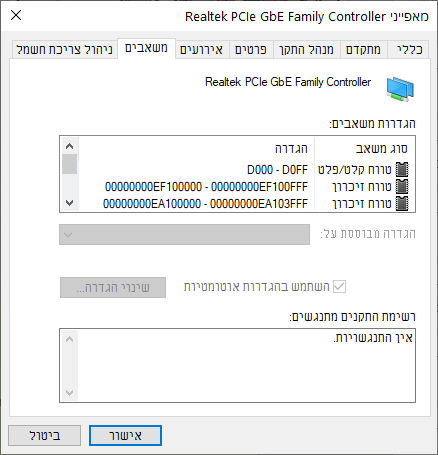 מאפייני Realtek PCIe GbE Family Controller
כללי מתקדם מנהל התקן פרטים אירועים משאבים ניהול צריכת חשמל
Realtek PCIe GbE Family Controller
הגדרות משאבים:
סוג משאב הגדרה
טווח קלט/פלט D000 - D0FF
טווח זיכרון 00000000EF100000 - 00000000EF100FFF
טווח זיכרון 00000000EA100000 - 00000000EA103FFF
הגדרה מבוססת על:
השתמש בהגדרות אוטומטיות
שינוי הגדרה...
רשימת התקנים מתנגשים:
אין התנגשויות.
אישור ביטול